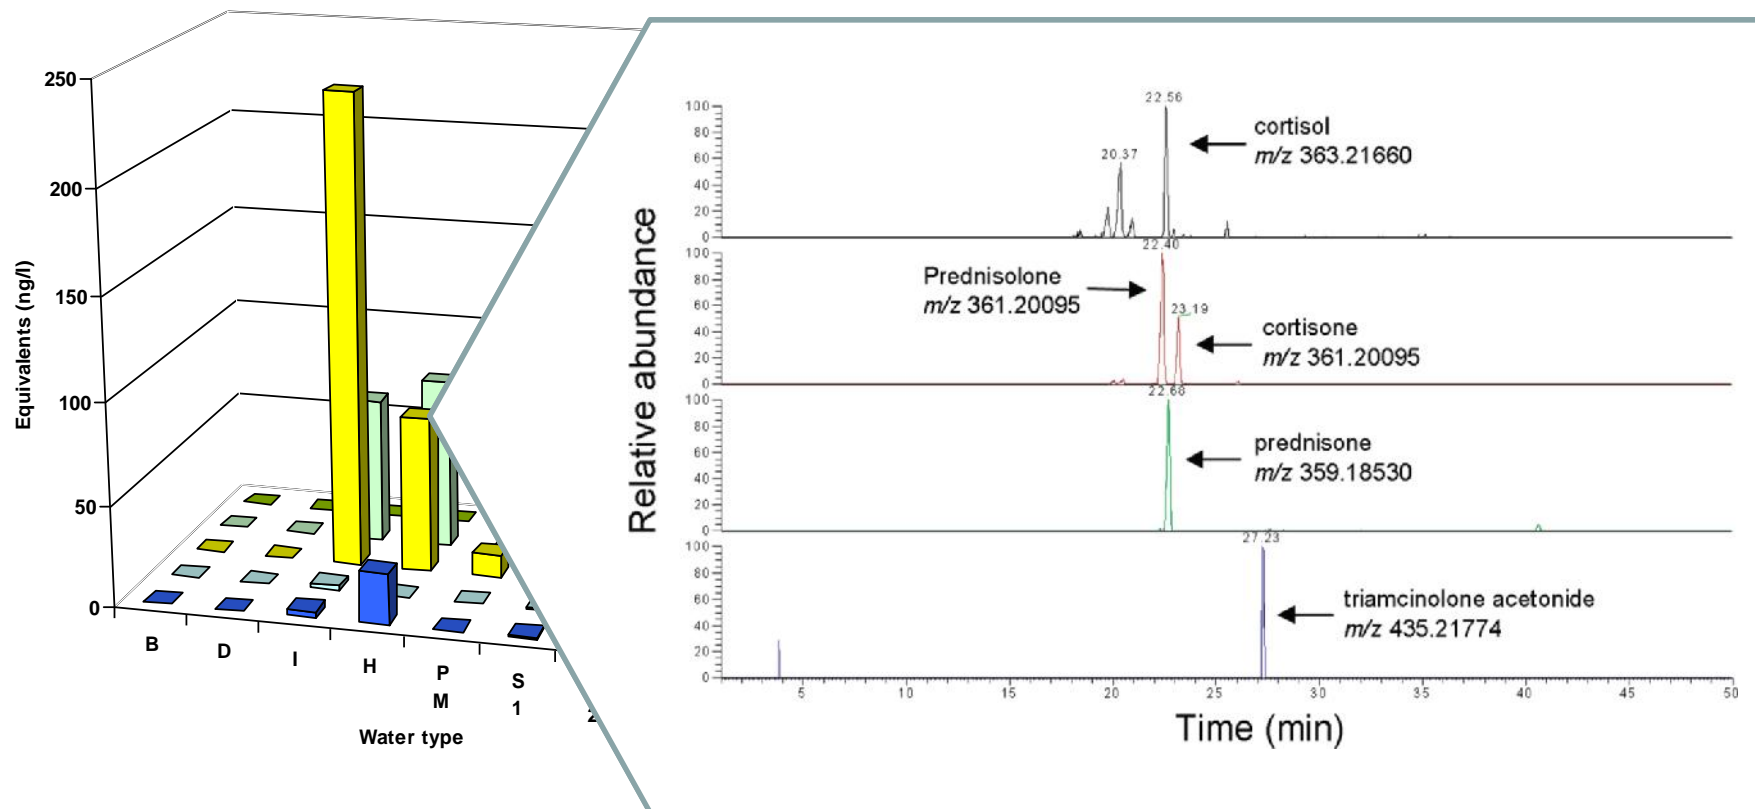 250
200
150
100
50
0
Equivalents (ng/l)
B
D
I
H
P
M
S
1
Water type
Relative abundance
100
80
60
40
20
0
20.37
22.56
cortisol
m/z 363.21660
100
80
60
40
20
0
22.40
23.19
Prednisolone
m/z 361.20095
cortisone
m/z 361.20095
100
80
60
40
20
0
22.68
prednisone
m/z 359.18530
100
80
60
40
20
0
27.23
triamcinolone acetonide
m/z 435.21774
5 10 15 20 25 30 35 40 45 50
Time (min)